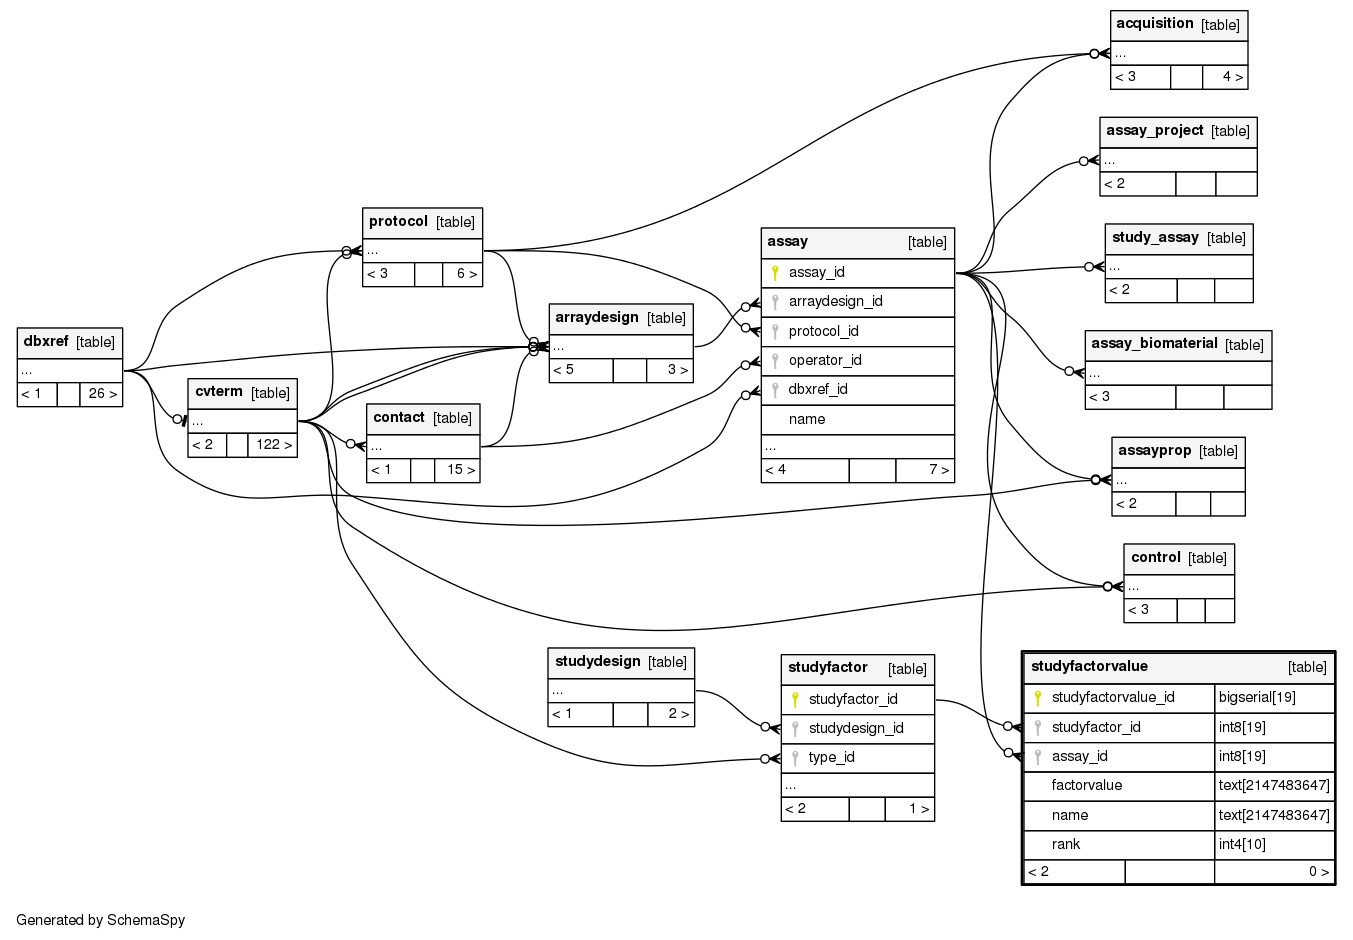 acquisition [table]
...
< 3 4 >
assay_project [table]
...
< 2
protocol [table]
...
< 3 6 >
assay [table]
assay_id
arraydesign_id
protocol_id
operator_id
dbxref_id
name
...
< 4 7 >
study_assay [table]
...
< 2
arraydesign [table]
...
< 5 3 >
dbxref [table]
...
< 1 26 >
assay_biomaterial [table]
...
< 3
cvterm [table]
...
< 2 122 >
contact [table]
...
< 1 15 >
assayprop [table]
...
< 2
control [table]
...
< 3
studydesign [table]
...
< 1 2 >
studyfactor [table]
studyfactor_id
studydesign_id
type_id
...
< 2 1 >
studyfactorvalue [table]
studyfactorvalue_id bigserial[19]
studyfactor_id int8[19]
assay_id int8[19]
factorvalue text[2147483647]
name text[2147483647]
rank int4[10]
< 2 0 >
Generated by SchemaSpy